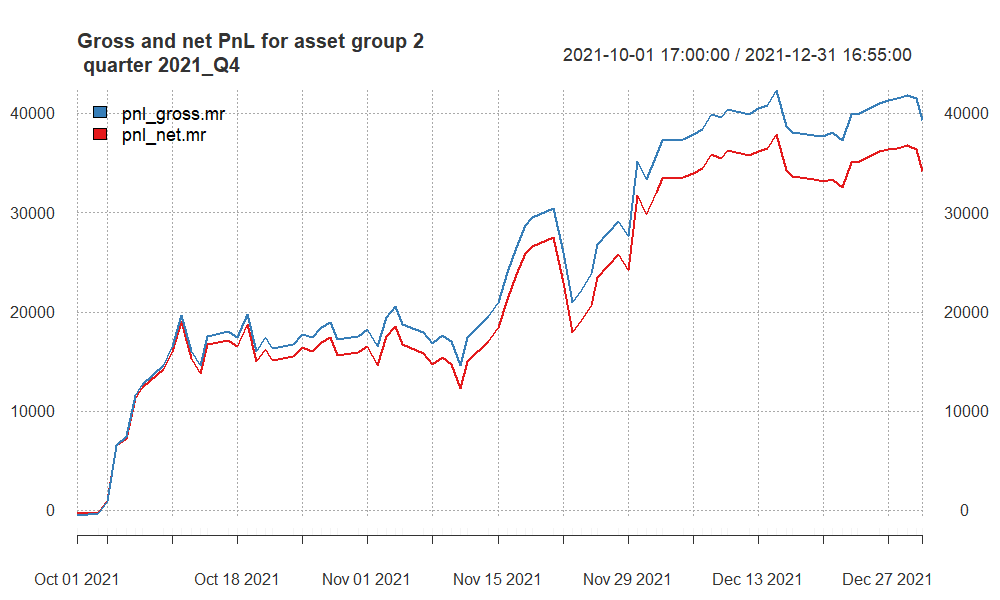 Gross and net PnL for asset group 2
quarter 2021_Q4
2021-10-01 17:00:00 / 2021-12-31 16:55:00
pnl_gross.mr
pnl_net.mr
40000 40000
30000 30000
20000 20000
10000 10000
0 0
Oct 01 2021 Oct 18 2021 Nov 01 2021 Nov 15 2021 Nov 29 2021 Dec 13 2021 Dec 27 2021